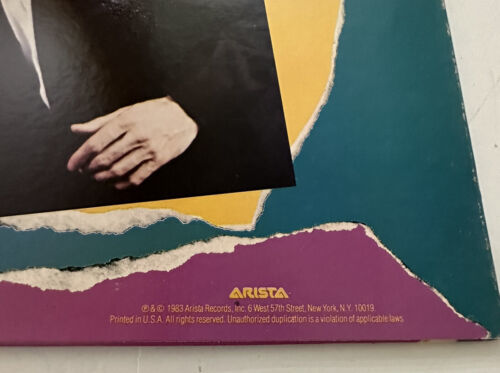 ARISTA
℗ & © 1983 Arista Records, Inc. 6 West 57th Street, New York, N.Y. 10019.
Printed in U.S.A. All rights reserved. Unauthorized duplication is a violation of applicable laws.